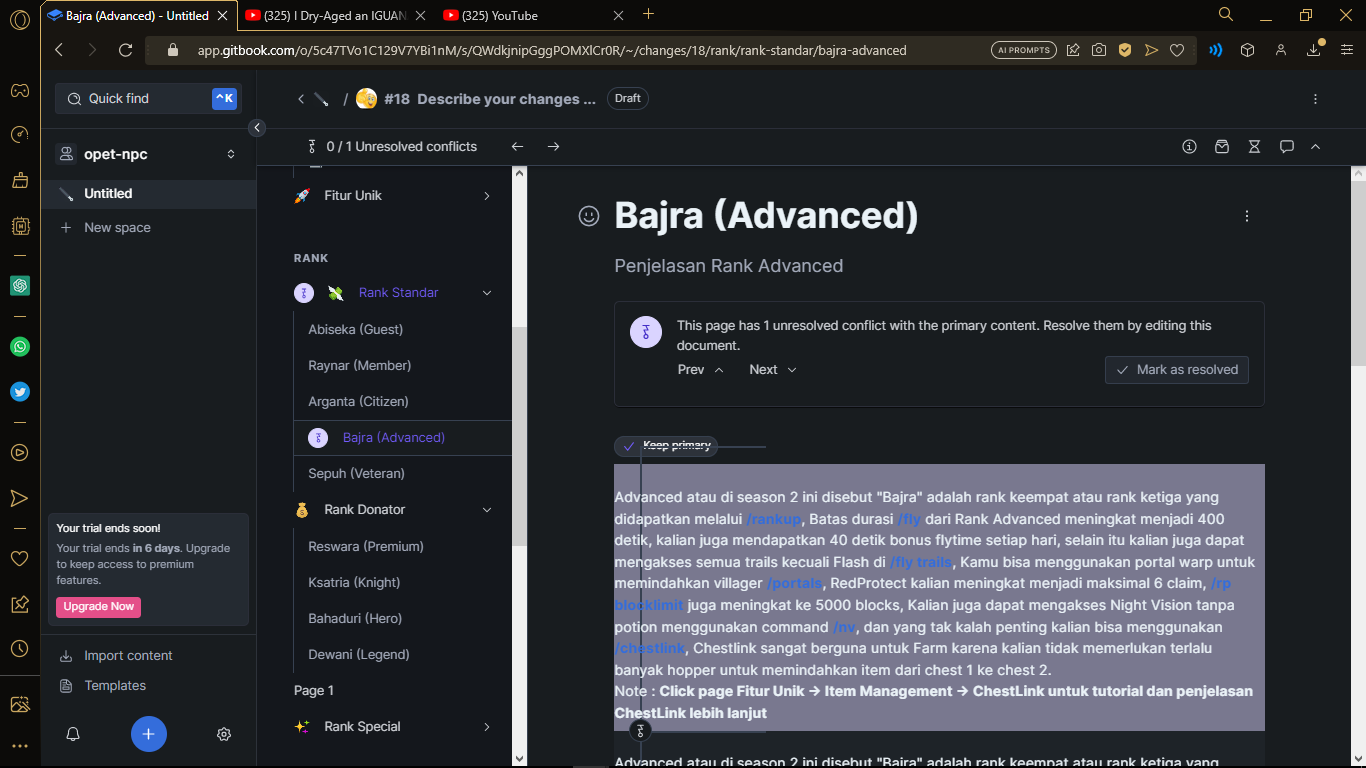 Bajra (Advanced) - Untitled
(325) I Dry-Aged an IGUAN
(325) YouTube
app.gitbook.com/o/5c47TVo1C129V7YBi1nM/s/QWdkjnipGggPOMXlCr0R/~/changes/18/rank/rank-standar/bajra-advanced
AI PROMPTS
Quick find
^K
/
#18 Describe your changes ...
Draft
opet-npc
0 / 1 Unresolved conflicts
Untitled
New space
Fitur Unik
RANK
Rank Standar
Abiseka (Guest)
Raynar (Member)
Arganta (Citizen)
Bajra (Advanced)
Sepuh (Veteran)
Rank Donator
Reswara (Premium)
Ksatria (Knight)
Bahaduri (Hero)
Dewani (Legend)
Page 1
Rank Special
Your trial ends soon!
Your trial ends in 6 days. Upgrade
to keep access to premium
features.
Upgrade Now
Import content
Templates
Bajra (Advanced)
Penjelasan Rank Advanced
This page has 1 unresolved conflict with the primary content. Resolve them by editing this
document.
Prev
Next
Mark as resolved
Keep primary
Advanced atau di season 2 ini disebut "Bajra" adalah rank keempat atau rank ketiga yang
didapatkan melalui /rankup, Batas durasi /fly dari Rank Advanced meningkat menjadi 400
detik, kalian juga mendapatkan 40 detik bonus flytime setiap hari, selain itu kalian juga dapat
mengakses semua trails kecuali Flash di /fly trails, Kamu bisa menggunakan portal warp untuk
memindahkan villager /portals, RedProtect kalian meningkat menjadi maksimal 6 claim, /rp
blocklimit juga meningkat ke 5000 blocks, Kalian juga dapat mengakses Night Vision tanpa
potion menggunakan command /nv, dan yang tak kalah penting kalian bisa menggunakan
/chestlink, Chestlink sangat berguna untuk Farm karena kalian tidak memerlukan terlalu
banyak hopper untuk memindahkan item dari chest 1 ke chest 2.
Note : Click page Fitur Unik → Item Management → ChestLink untuk tutorial dan penjelasan
ChestLink lebih lanjut
Advanced atau di season 2 ini disebut "Bajra" adalah rank keempat atau rank ketiga yang